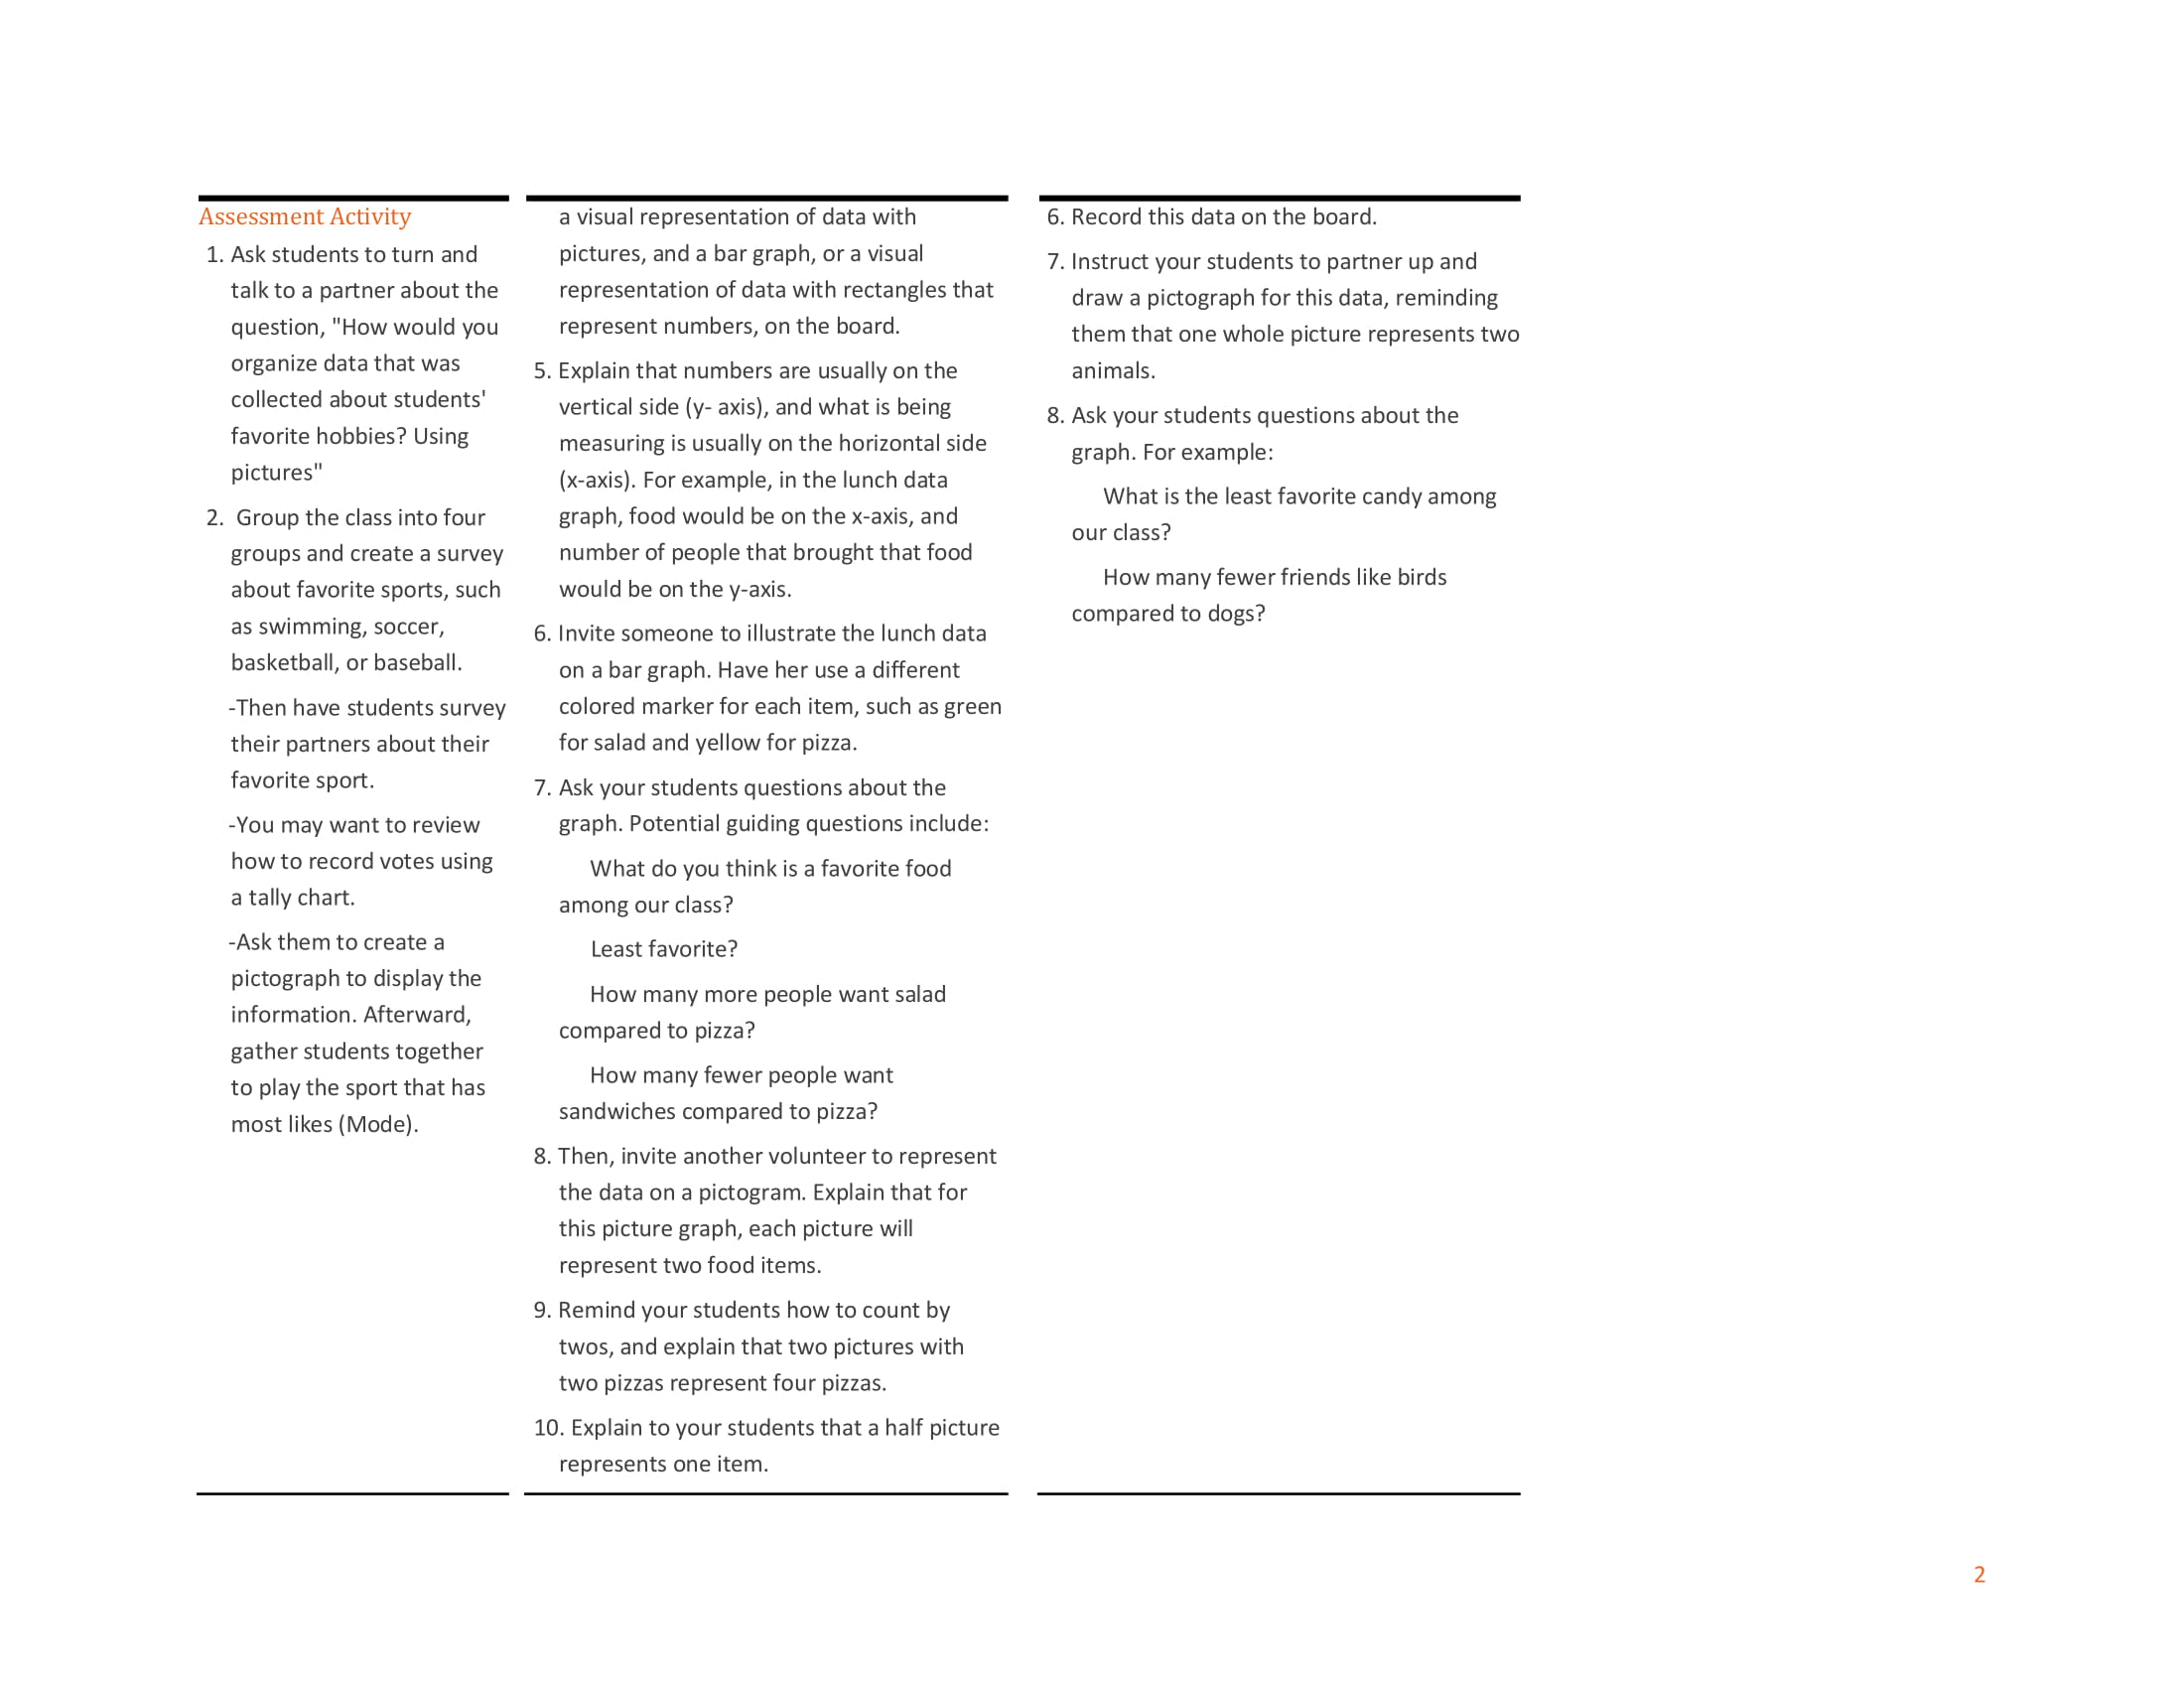 Assessment Activity
1. Ask students to turn and
talk to a partner about the
question, "How would you
organize data that was
collected about students'
favorite hobbies? Using
pictures"
2. Group the class into four
groups and create a survey
about favorite sports, such
as swimming, soccer,
basketball, or baseball.
-Then have students survey
their partners about their
favorite sport.
-You may want to review
how to record votes using
a tally chart.
-Ask them to create a
pictograph to display the
information. Afterward,
gather students together
to play the sport that has
most likes (Mode).
a visual representation of data with
pictures, and a bar graph, or a visual
representation of data with rectangles that
represent numbers, on the board.
5. Explain that numbers are usually on the
vertical side (y- axis), and what is being
measuring is usually on the horizontal side
(x-axis). For example, in the lunch data
graph, food would be on the x-axis, and
number of people that brought that food
would be on the y-axis.
6. Invite someone to illustrate the lunch data
on a bar graph. Have her use a different
colored marker for each item, such as green
for salad and yellow for pizza.
7. Ask your students questions about the
graph. Potential guiding questions include:
What do you think is a favorite food
among our class?
Least favorite?
How many more people want salad
compared to pizza?
How many fewer people want
sandwiches compared to pizza?
8. Then, invite another volunteer to represent
the data on a pictogram. Explain that for
this picture graph, each picture will
represent two food items.
9. Remind your students how to count by
twos, and explain that two pictures with
two pizzas represent four pizzas.
10. Explain to your students that a half picture
represents one item.
6. Record this data on the board.
7. Instruct your students to partner up and
draw a pictograph for this data, reminding
them that one whole picture represents two
animals.
8. Ask your students questions about the
graph. For example:
What is the least favorite candy among
our class?
How many fewer friends like birds
compared to dogs?
2